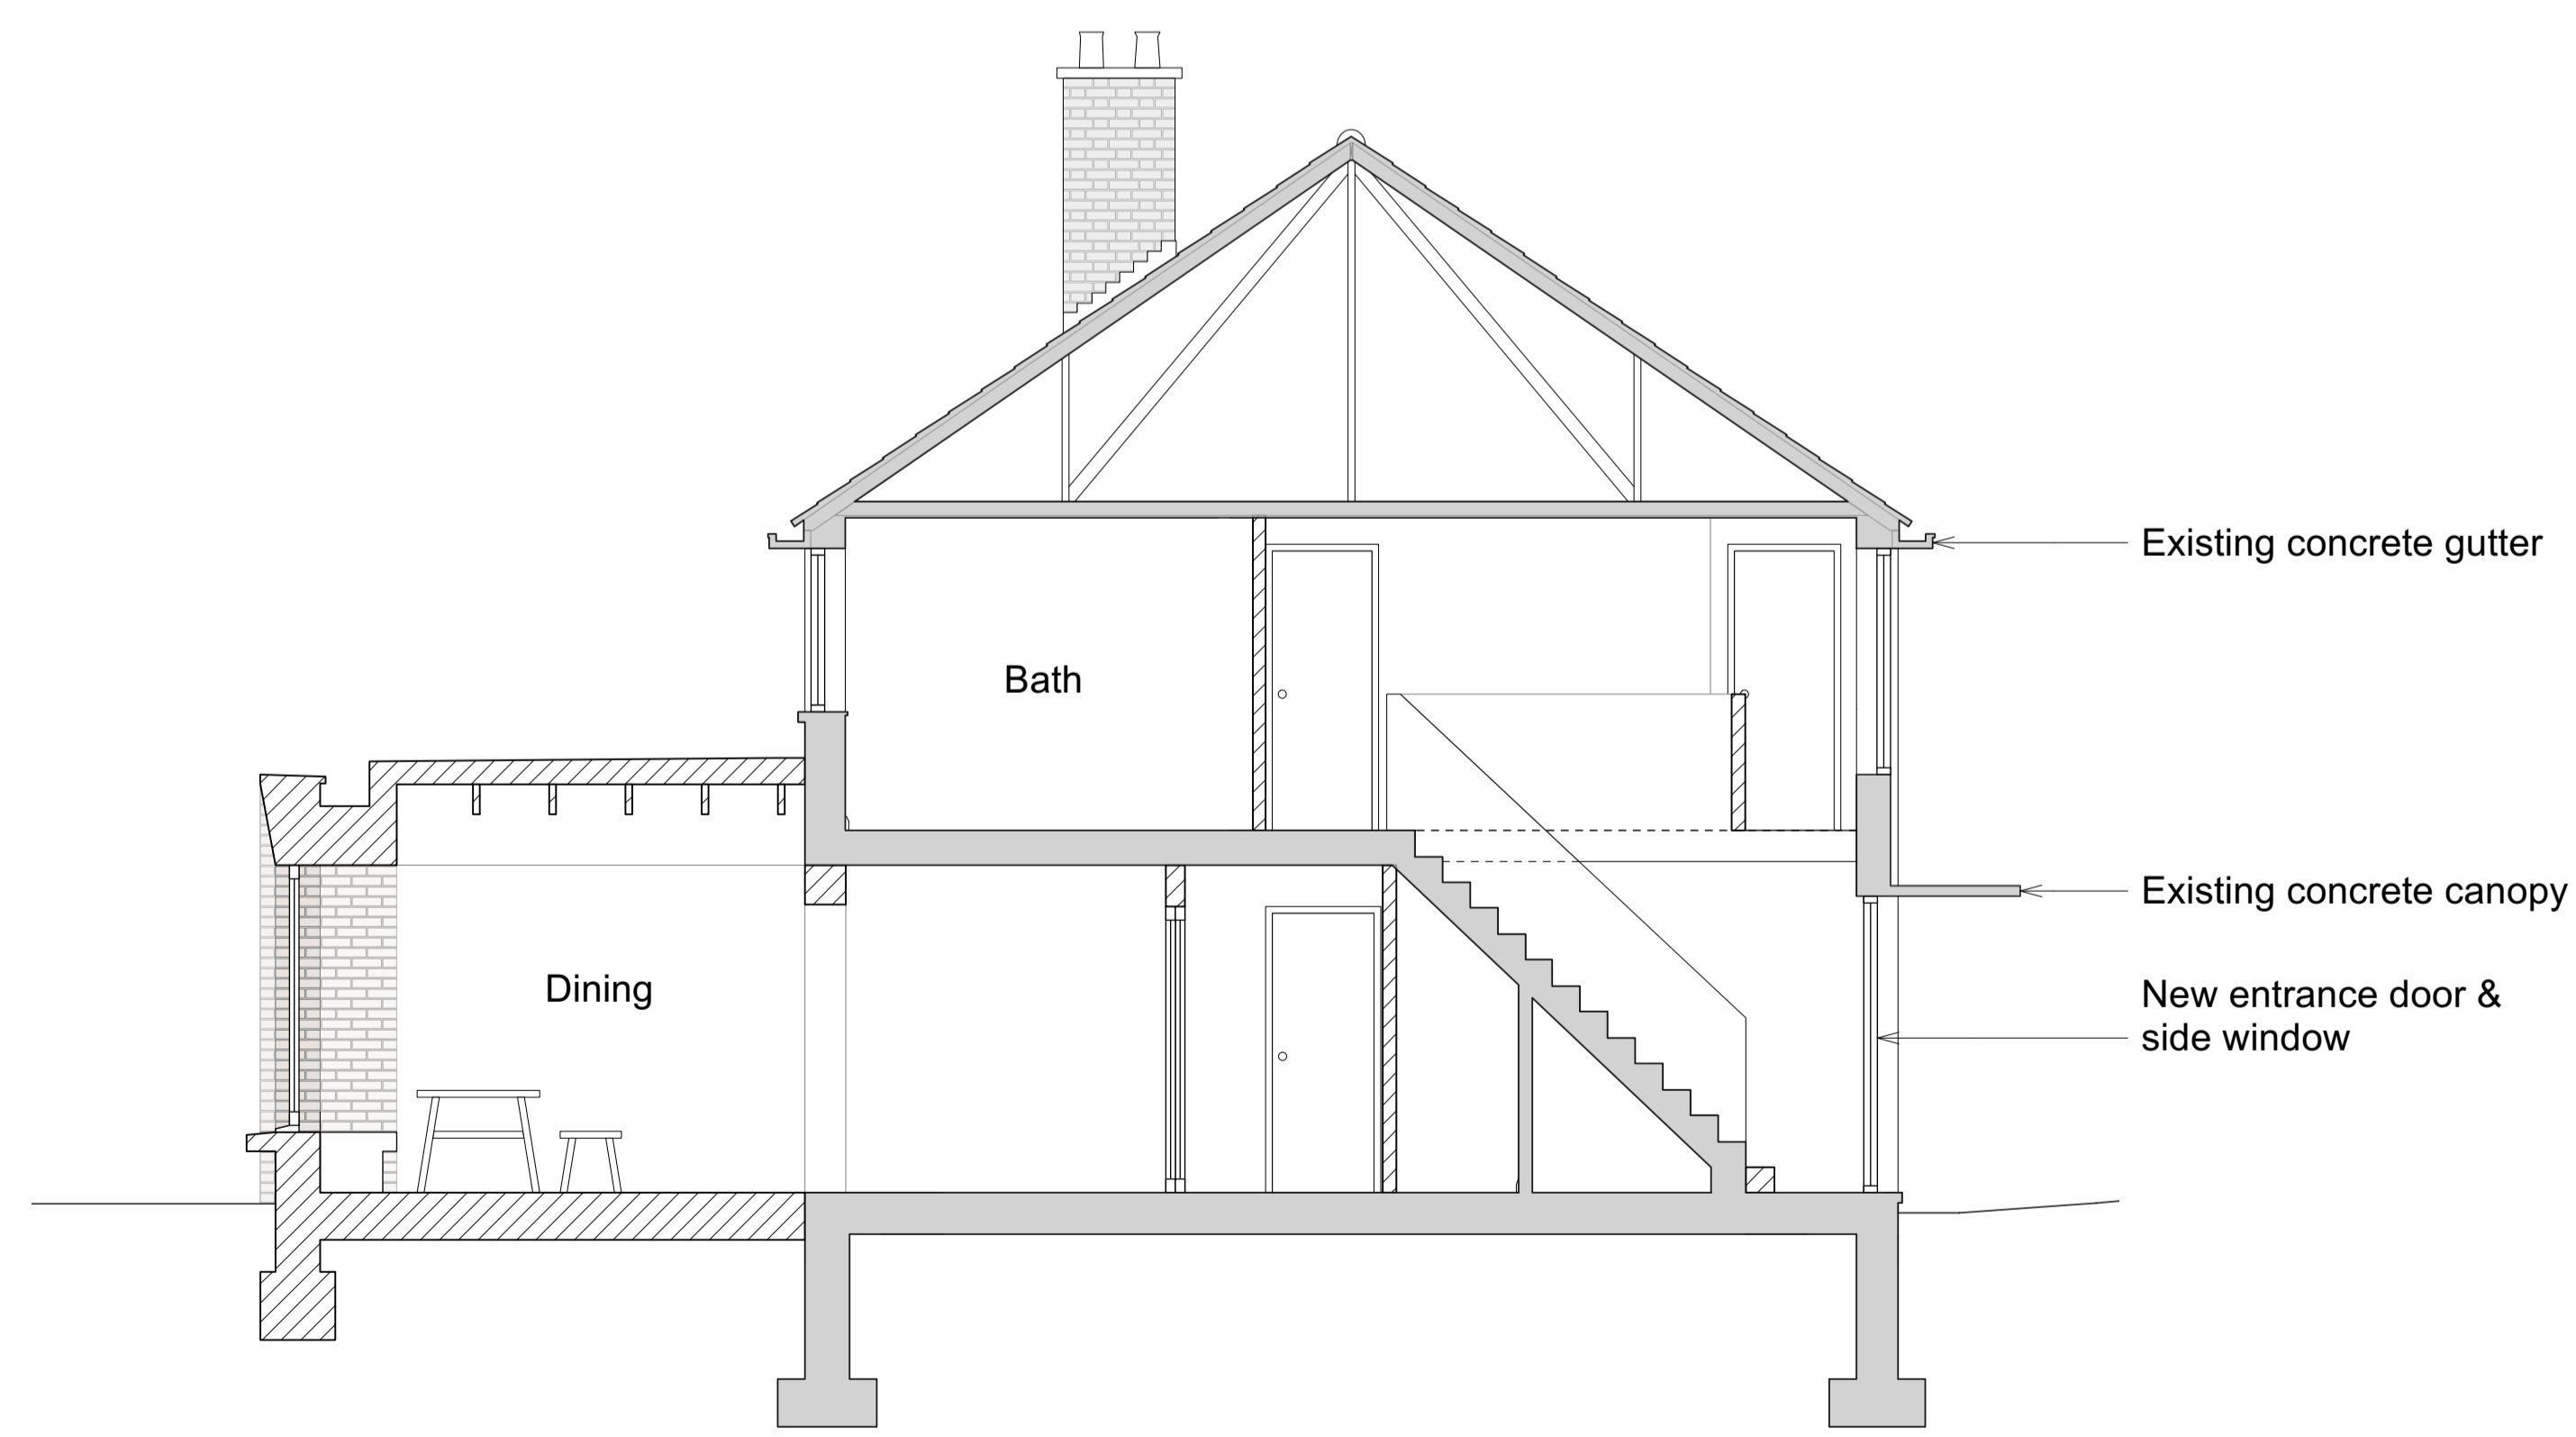 Existing concrete gutter
Bath
Existing concrete canopy
Dining
New entrance door &
side window